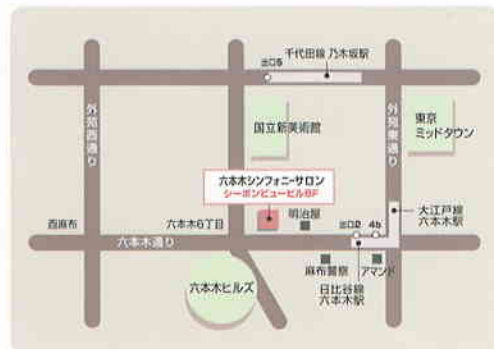 千代田線 乃木坂駅
出口5
外苑西通り
国立新美術館
外苑東通り
東京
ミッドタウン
六本木シンフォニーサロン
シーボンビュービル8F
西麻布
六本木6丁目
明治屋
出口2
4b
大江戸線
六本木駅
六本木通り
麻布警察
アマンド
日比谷線
六本木駅
六本木ヒルズ